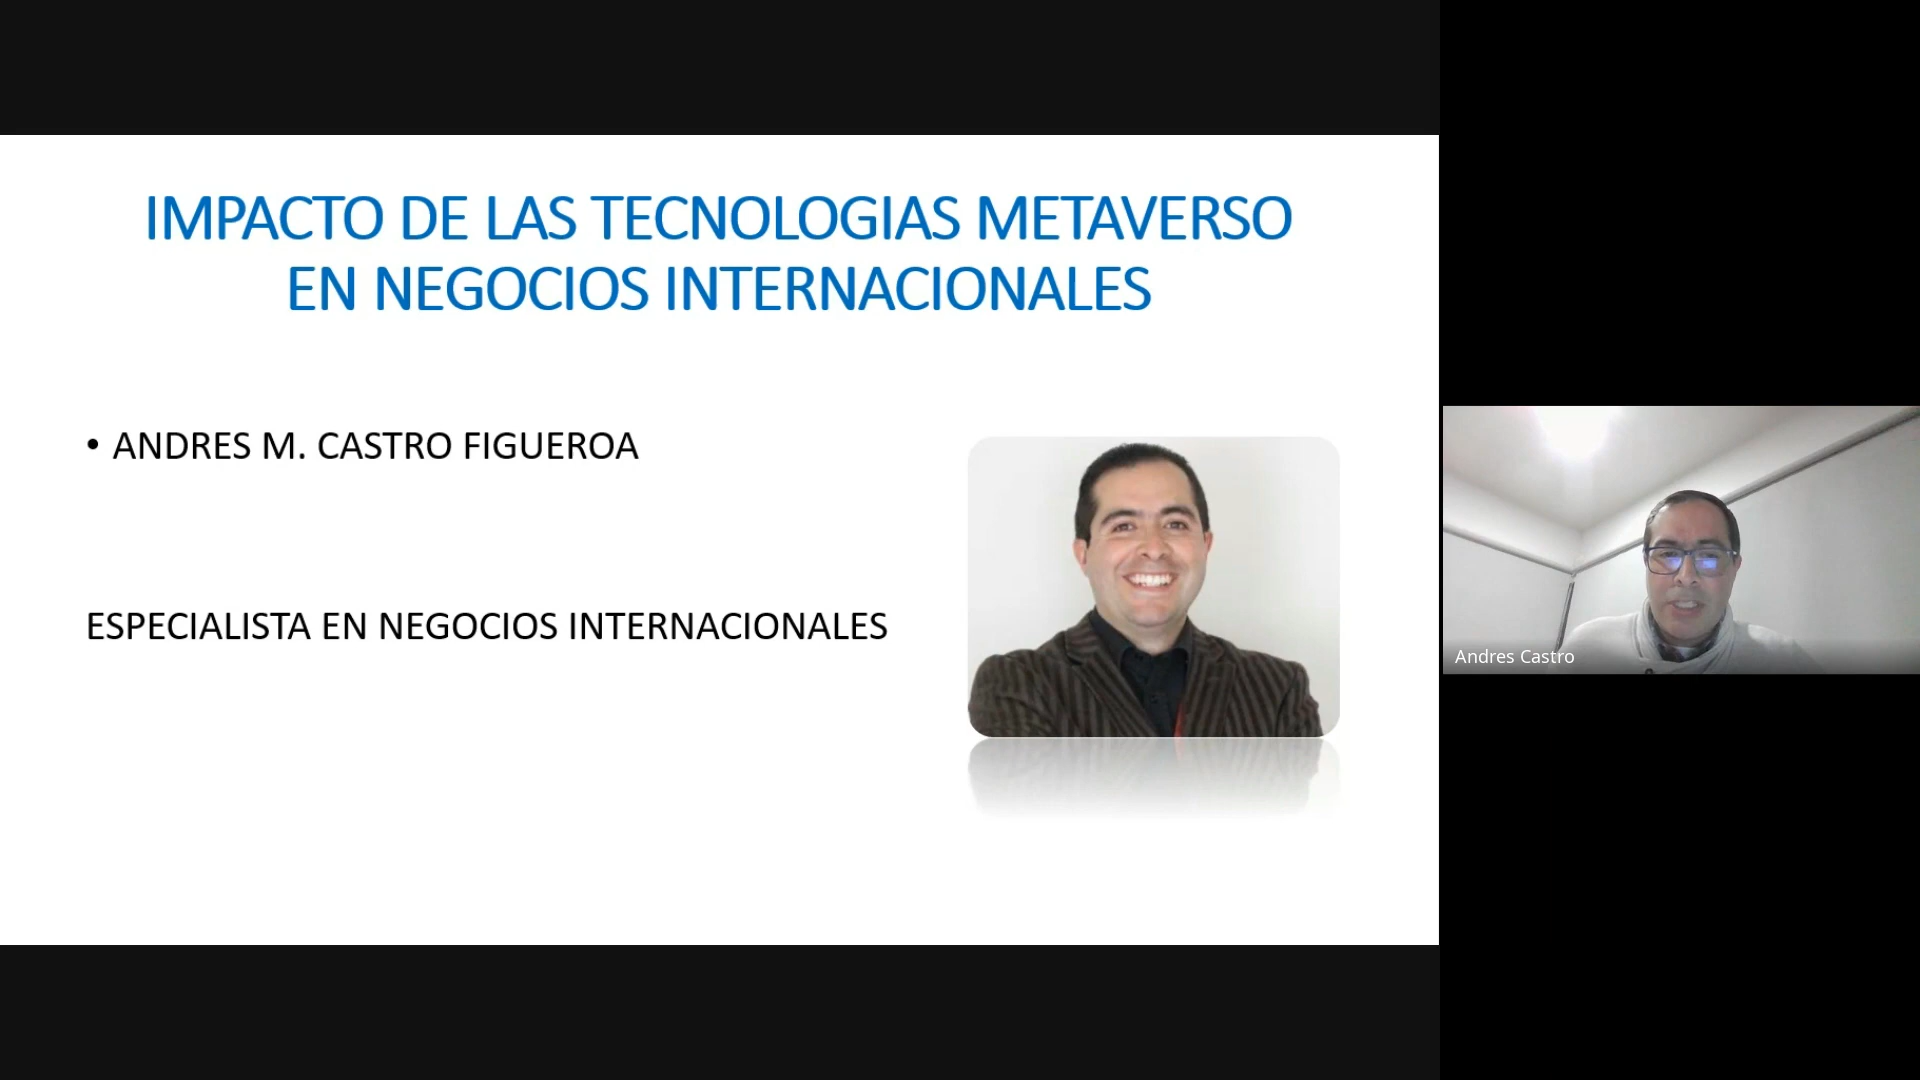 IMPACTO DE LAS TECNOLOGIAS METAVERSO
EN NEGOCIOS INTERNACIONALES
• ANDRES M. CASTRO FIGUEROA
ESPECIALISTA EN NEGOCIOS INTERNACIONALES
Andres Castro